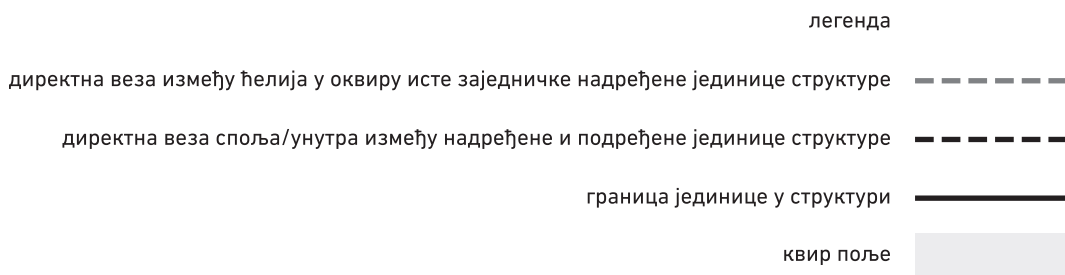 легенда
директна веза између ћелија у оквиру исте заједничке надређене јединице структуре
директна веза споља/унутра између надређене и подређене јединице структуре
граница јединице у структури
квир поље